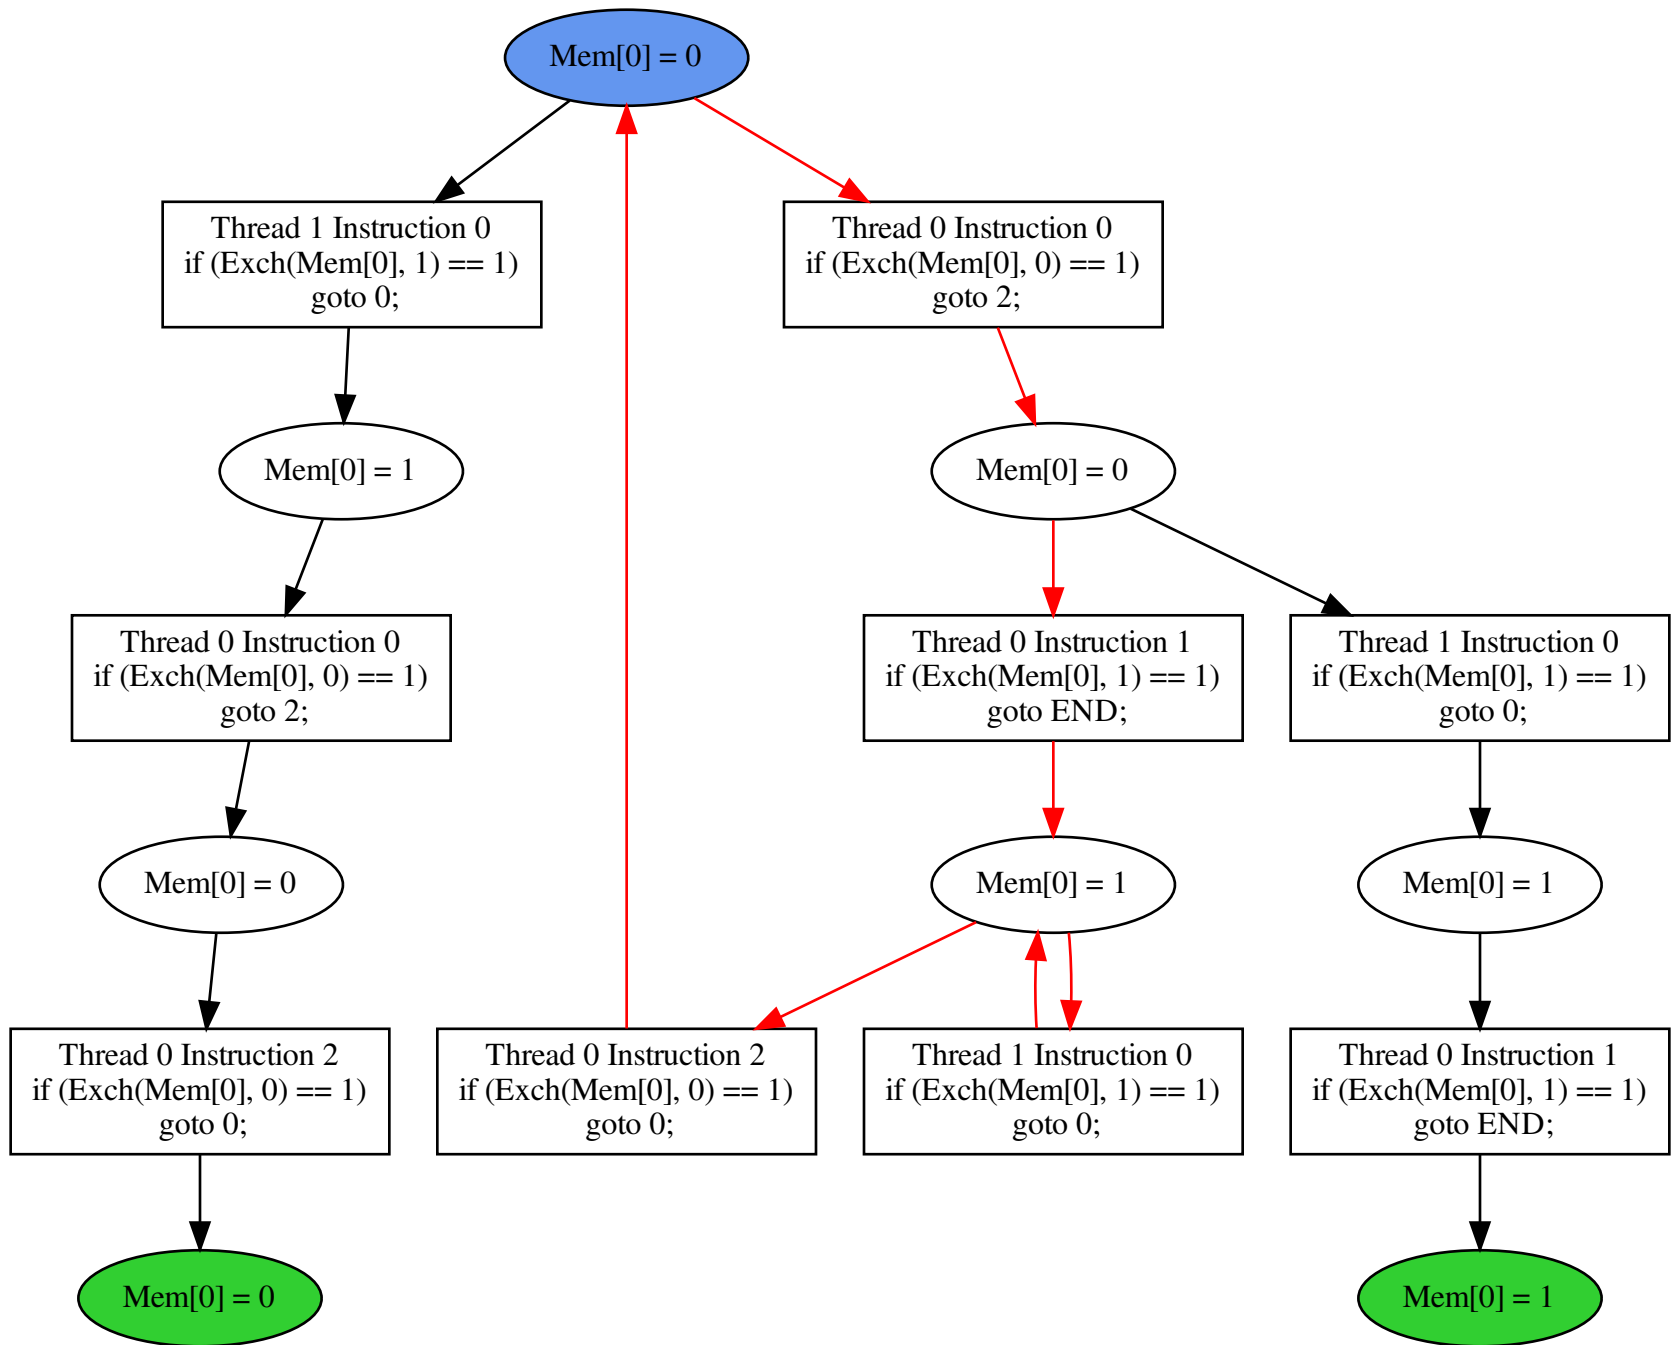 Mem[0] = 0
Thread 1 Instruction 0
if (Exch(Mem[0], 1) == 1)
goto 0;
Thread 0 Instruction 0
if (Exch(Mem[0], 0) == 1)
goto 2;
Mem[0] = 1
Mem[0] = 0
Thread 0 Instruction 0
if (Exch(Mem[0], 0) == 1)
goto 2;
Thread 0 Instruction 1
if (Exch(Mem[0], 1) == 1)
goto END;
Thread 1 Instruction 0
if (Exch(Mem[0], 1) == 1)
goto 0;
Mem[0] = 0
Mem[0] = 1
Mem[0] = 1
Thread 0 Instruction 2
if (Exch(Mem[0], 0) == 1)
goto 0;
Thread 0 Instruction 2
if (Exch(Mem[0], 0) == 1)
goto 0;
Thread 1 Instruction 0
if (Exch(Mem[0], 1) == 1)
goto 0;
Thread 0 Instruction 1
if (Exch(Mem[0], 1) == 1)
goto END;
Mem[0] = 0
Mem[0] = 1